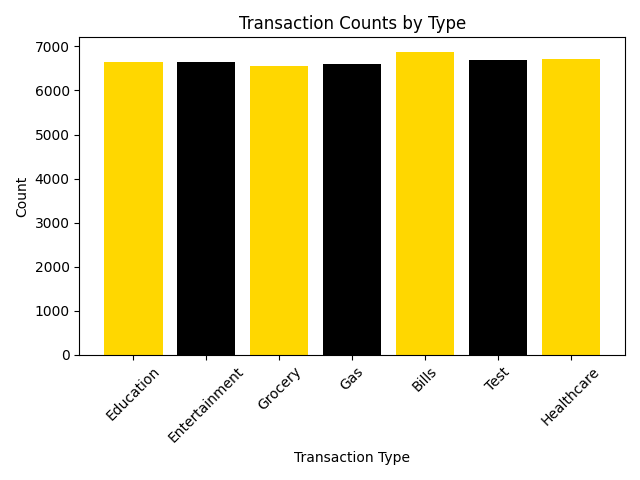 Transaction Counts by Type
Count
7000
6000
5000
4000
3000
2000
1000
0
Education
Entertainment
Grocery
Gas
Bills
Test
Healthcare
Transaction Type